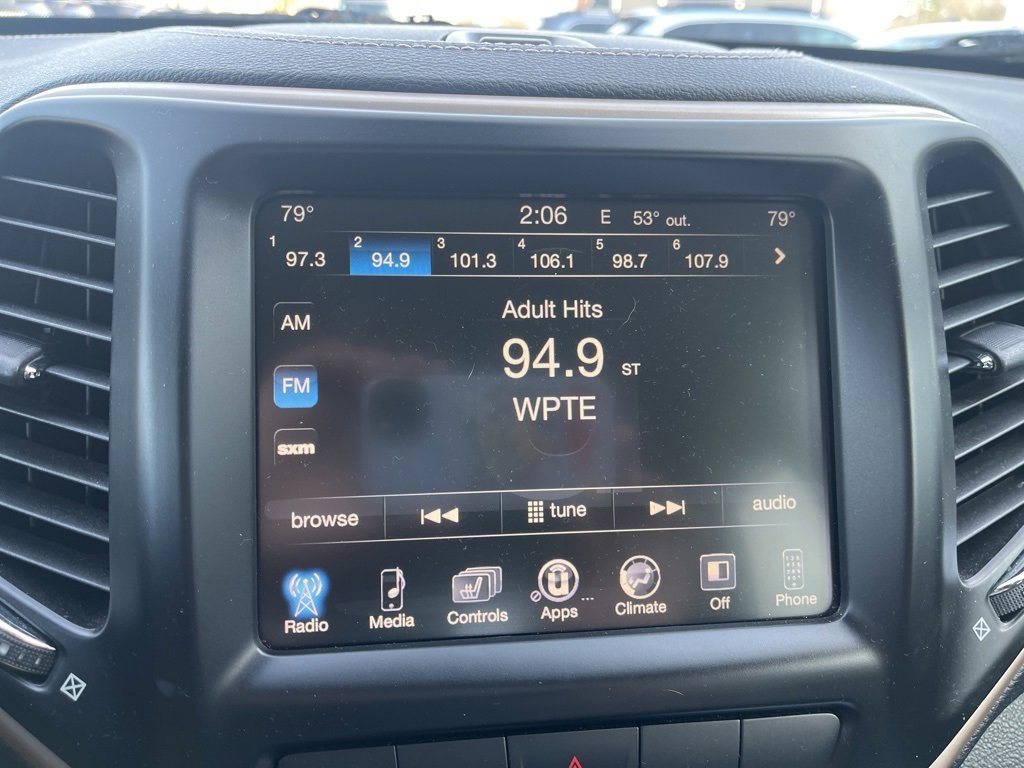 79° 2:06 E 53° out. 79°
1 97.3 2 94.9 3 101.3 4 106.1 5 98.7 6 107.9
AM
Adult Hits
94.9 ST
FM
WPTE
sxm
browse tune audio
Radio Media Controls Apps Climate Off Phone